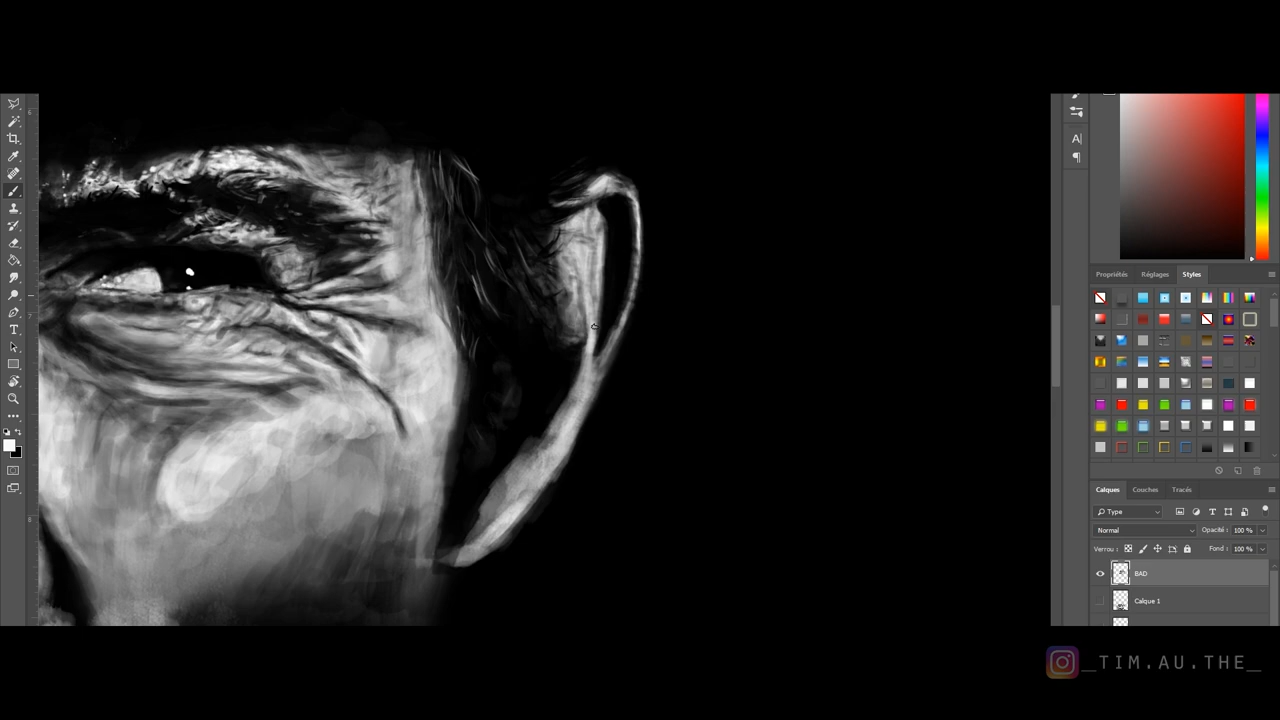 Propriétés Réglages Styles
Calques Couches Tracés
Type
Normal Opacité : 100 %
Verrou : Fond : 100 %
BAD
Calque 1
_TIM.AU.THE_